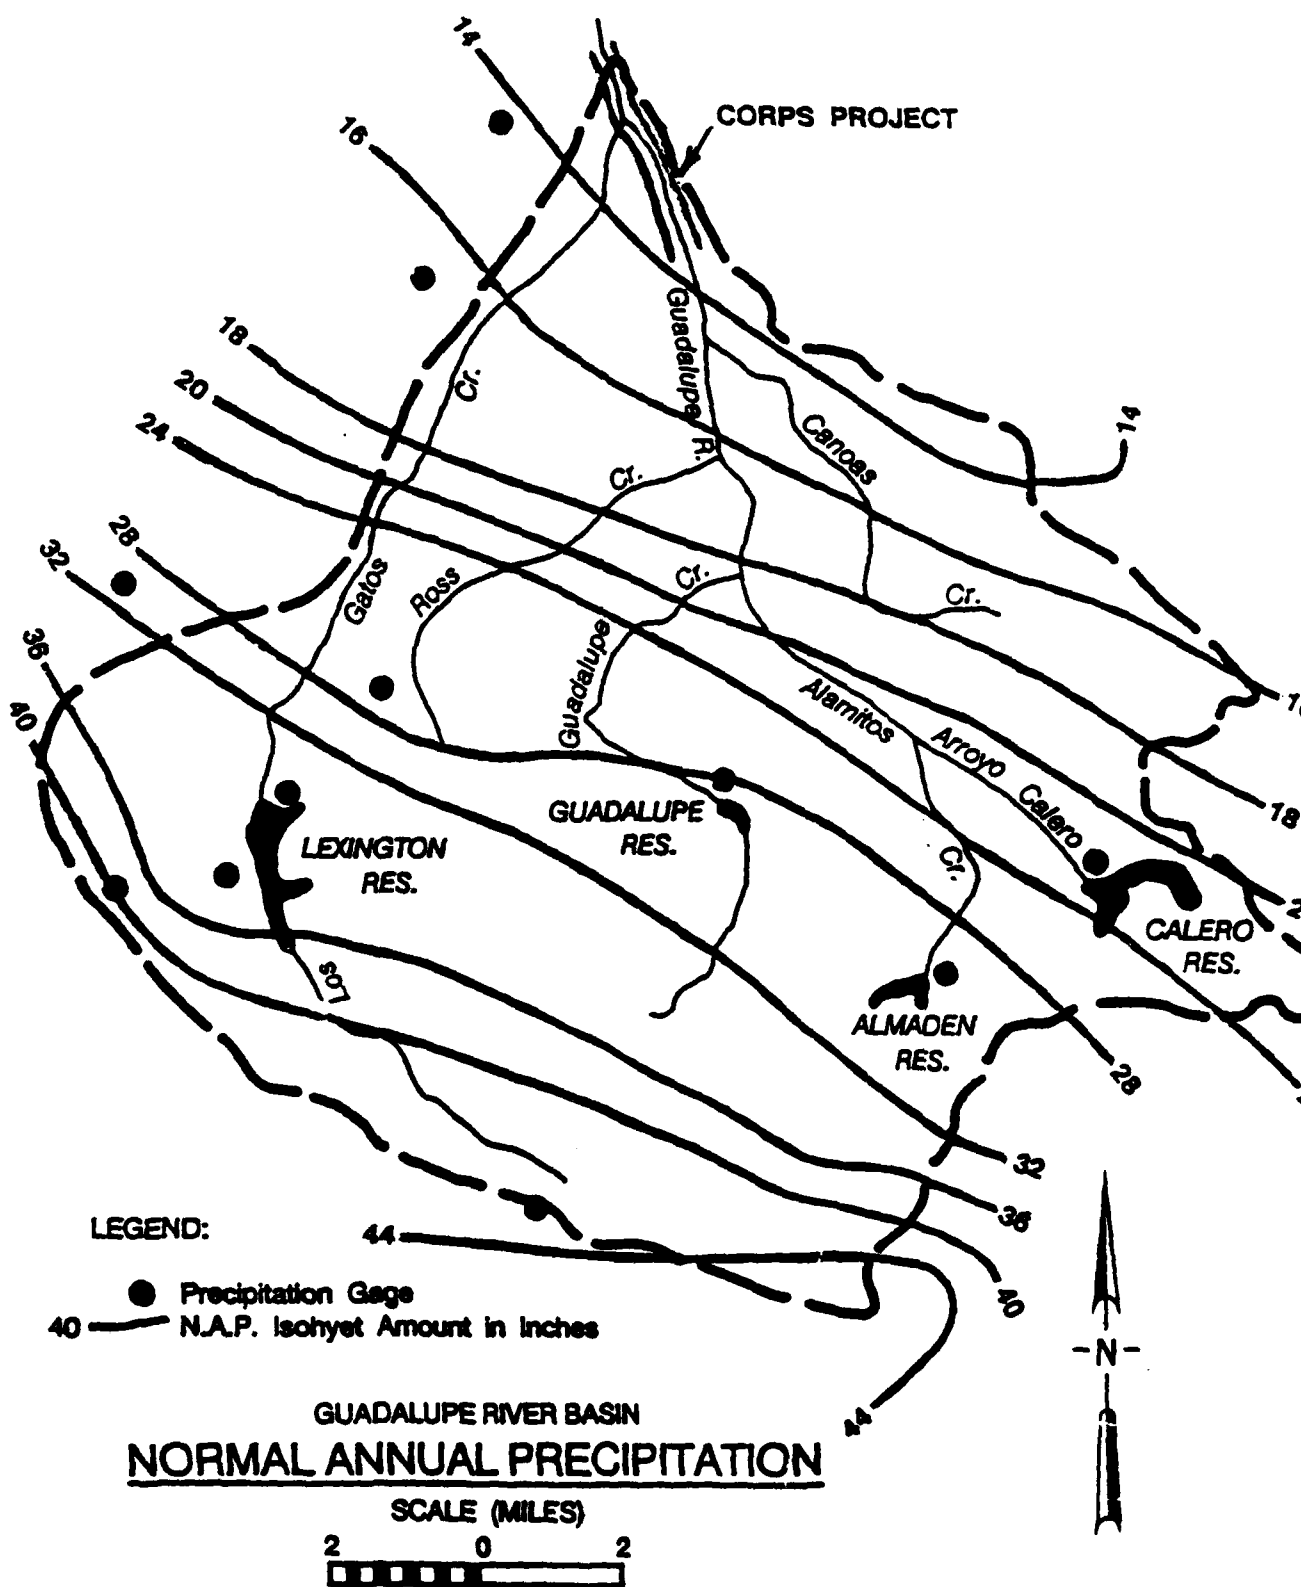 14
CORPS PROJECT
16
18
20
24
28
32
36
40
Guadalupe R.
Cr.
Canoas
14
Cr.
Gatos
Ross
Cr.
Cr.
Guadalupe
Alamitos
Arroyo Calero
Cr.
18
GUADALUPE
RES.
LEXINGTON
RES.
CALERO
RES.
Los
ALMADEN
RES.
28
32
36
40
44
44
LEGEND:
Precipitation Gage
40 N.A.P. Isohyet Amount in Inches
N
GUADALUPE RIVER BASIN
NORMAL ANNUAL PRECIPITATION
SCALE (MILES)
2 0 2